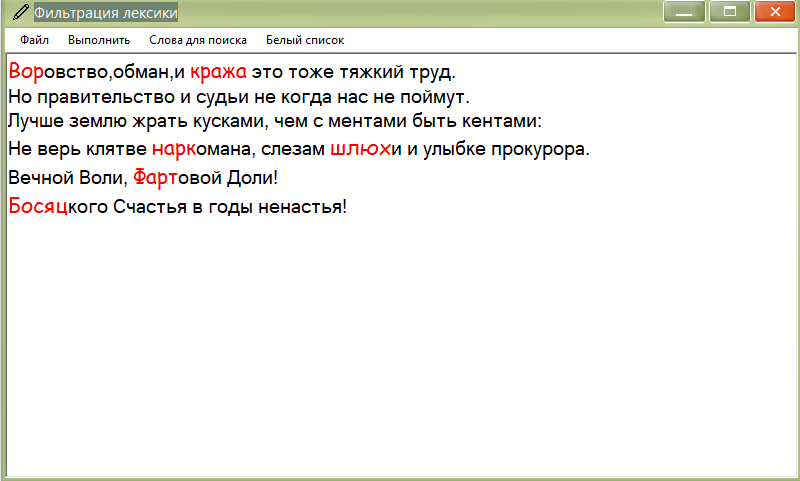 Фильтрация лексики
Файл Выполнить Слова для поиска Белый список
Воровство,обман,и кража это тоже тяжкий труд.
Но правительство и судьи не когда нас не поймут.
Лучше землю жрать кусками, чем с ментами быть кентами:
Не верь клятве наркомана, слезам шлюхи и улыбке прокурора.
Вечной Воли, Фартовой Доли!
Босяцкого Счастья в годы ненастья!